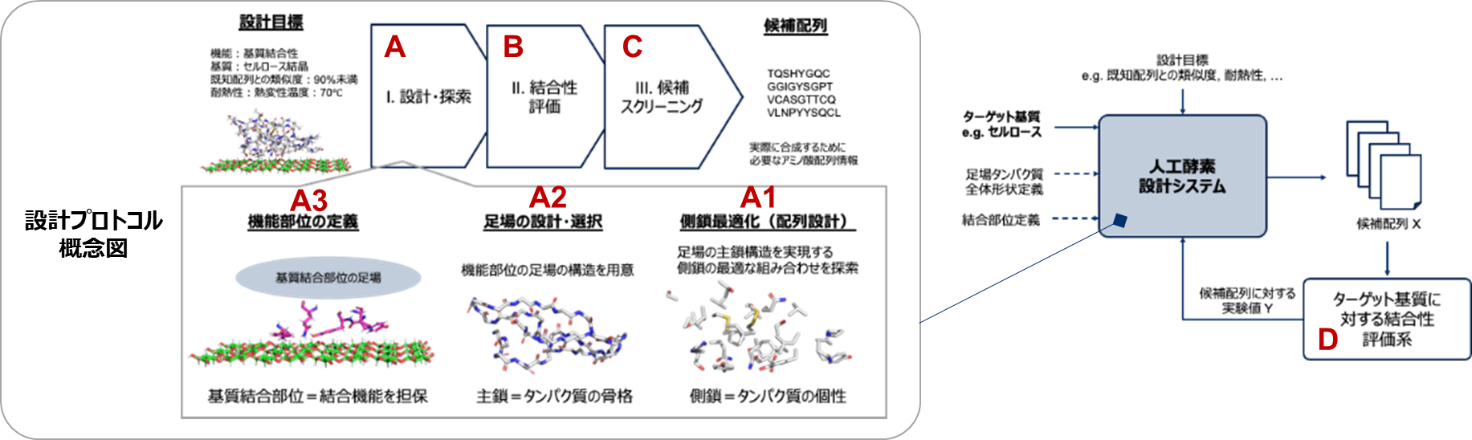 設計目標
機能：基質結合性
基質：セルロース結晶
既知配列との類似度：90%未満
耐熱性：熱変性温度：70℃
A
I. 設計・探索
B
II. 結合性
評価
C
III. 候補
スクリーニング
候補配列
TQSHYGQC
GGIGYSGPT
VCASGTTCQ
VLNPYYSQCL
実際に合成するために
必要なアミノ酸配列情報
設計プロトコル
概念図
A3
機能部位の定義
基質結合部位の足場
基質結合部位＝結合機能を担保
A2
足場の設計・選択
機能部位の足場の構造を用意
主鎖＝タンパク質の骨格
A1
側鎖最適化（配列設計）
足場の主鎖構造を実現する
側鎖の最適な組み合わせを探索
側鎖＝タンパク質の個性
設計目標
e.g. 既知配列との類似度, 耐熱性, …
ターゲット基質
e.g. セルロース
足場タンパク質
全体形状定義
結合部位定義
人工酵素
設計システム
候補配列 X
候補配列に対する
実験値 Y
ターゲット基質に
対する結合性
D 評価系